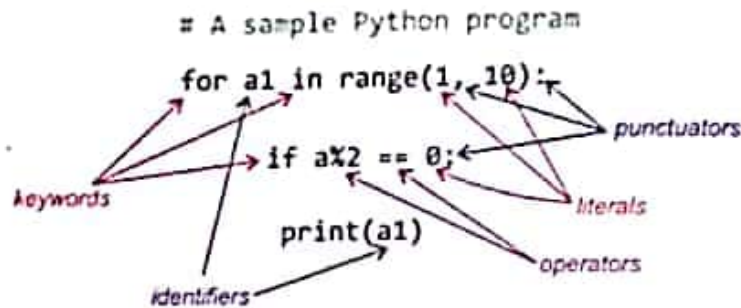 # A sample Python program
for a1 in range(1, 10):
punctuators
if a%2 == 0;
keywords
literals
print(a1)
operators
identifiers